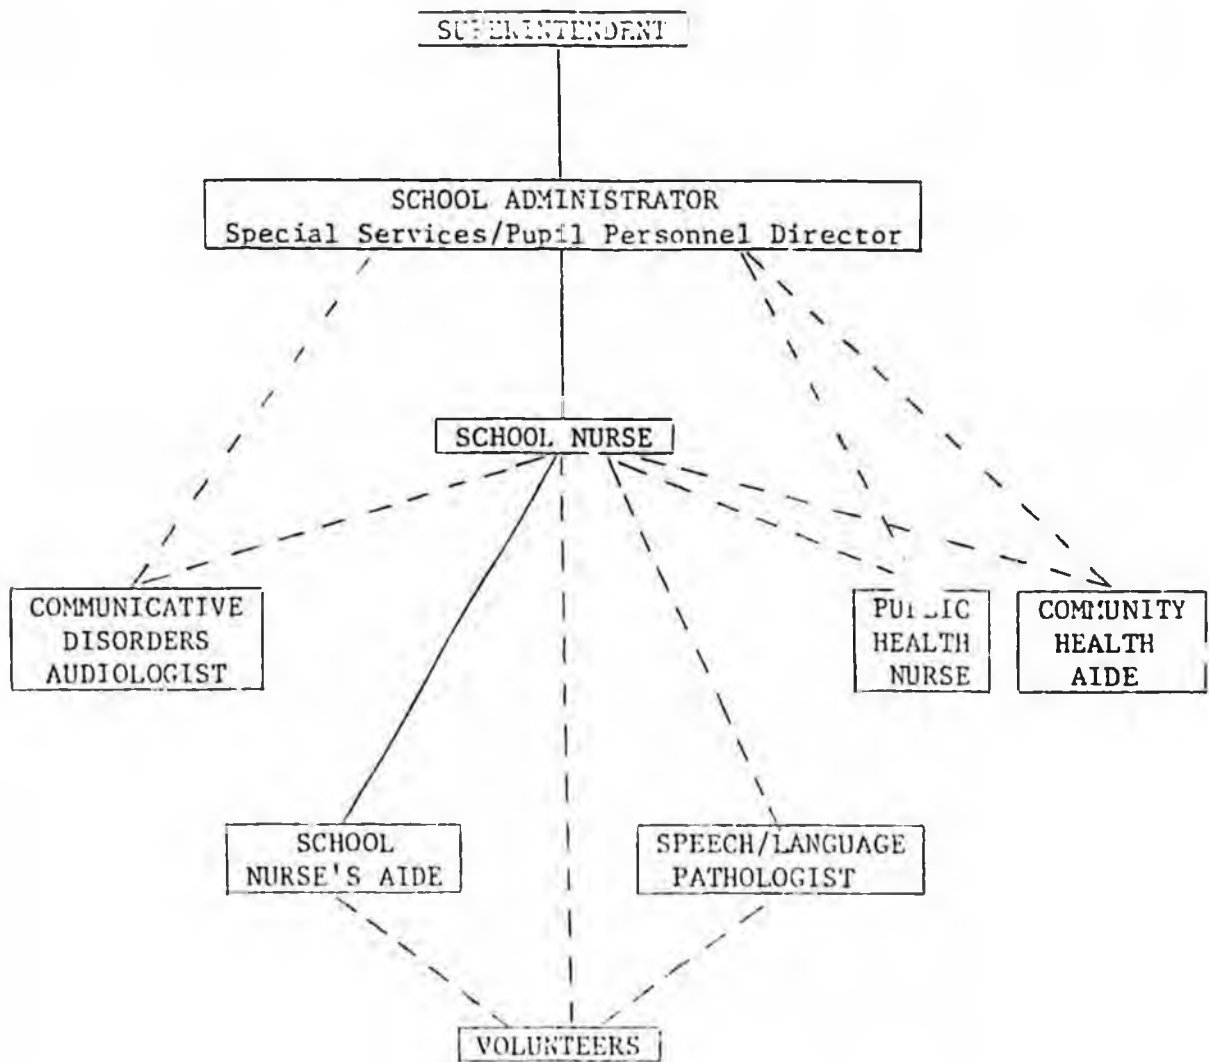 SUPERINTENDENT
SCHOOL ADMINISTRATOR
Special Services/Pupil Personnel Director
SCHOOL NURSE
COMMUNICATIVE
DISORDERS
AUDIOLOGIST
PUBLIC
HEALTH
NURSE
COMMUNITY
HEALTH
AIDE
SCHOOL
NURSE'S AIDE
SPEECH/LANGUAGE
PATHOLOGIST
VOLUNTEERS